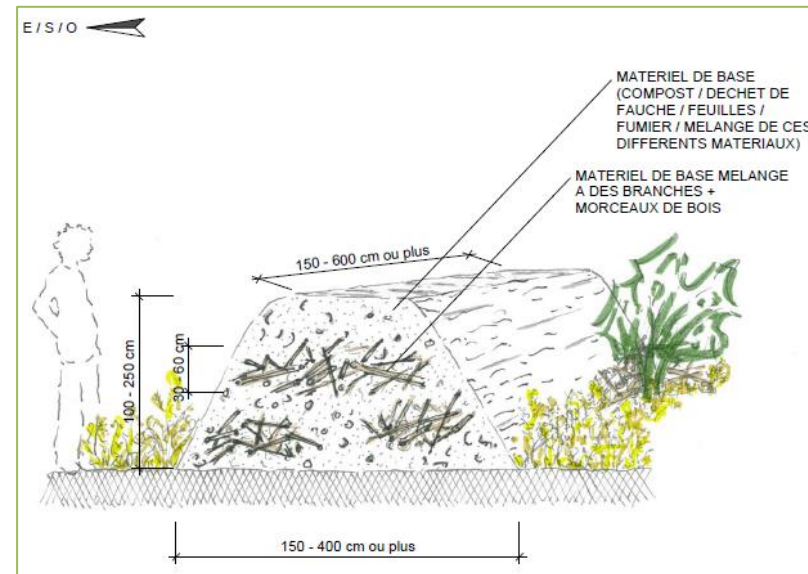 E / S / O
MATERIEL DE BASE
(COMPOST / DECHET DE
FAUCHE / FEUILLES /
FUMIER / MELANGE DE CES
DIFFERENTS MATERIAUX)
MATERIEL DE BASE MELANGE
A DES BRANCHES +
MORCEAUX DE BOIS
150 - 600 cm ou plus
30 - 60 cm
100 - 250 cm
150 - 400 cm ou plus